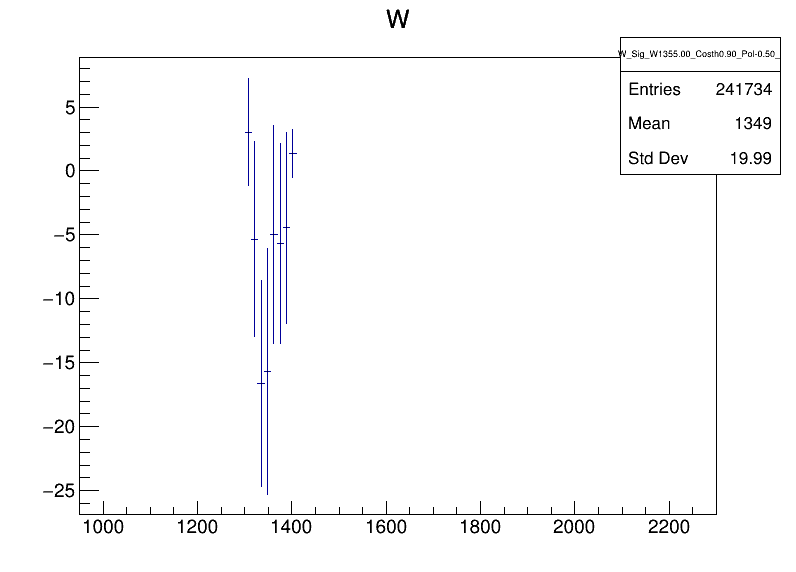 W
W_Sig_W1355.00_Costh0.90_Pol-0.50_
Entries 241734
Mean 1349
Std Dev 19.99
5
0
−5
−10
−15
−20
−25
1000 1200 1400 1600 1800 2000 2200